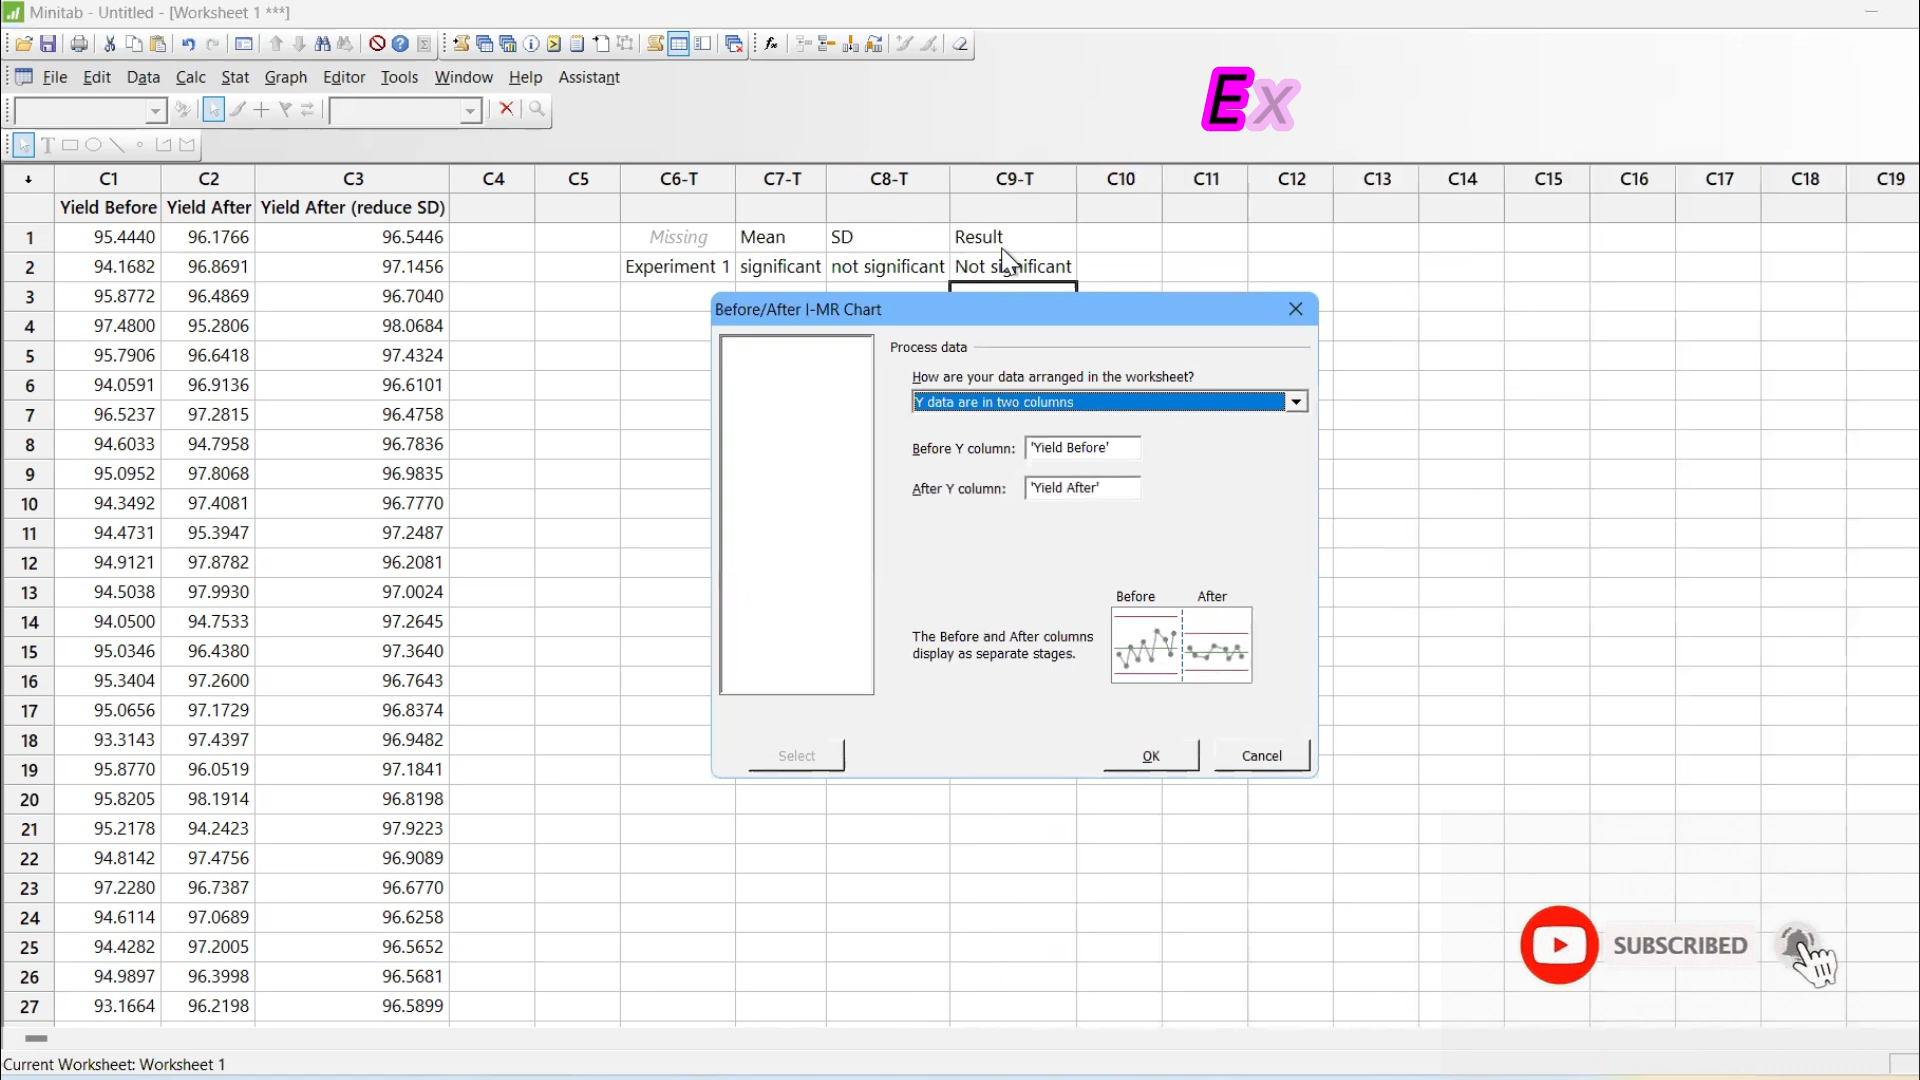 Minitab - Untitled - [Worksheet 1 ***]
File Edit Data Calc Stat Graph Editor Tools Window Help Assistant
Ex
C1 C2 C3 C4 C5 C6-T C7-T C8-T C9-T C10 C11 C12 C13 C14 C15 C16 C17 C18 C19
Yield Before Yield After Yield After (reduce SD)
1 95.4440 96.1766 96.5446 Missing Mean SD Result
2 94.1682 96.8691 97.1456 Experiment 1 significant not significant Not significant
3 95.8772 96.4869 96.7040
4 97.4800 95.2806 98.0684
5 95.7906 96.6418 97.4324
6 94.0591 96.9136 96.6101
7 96.5237 97.2815 96.4758
8 94.6033 94.7958 96.7836
9 95.0952 97.8068 96.9835
10 94.3492 97.4081 96.7770
11 94.4731 95.3947 97.2487
12 94.9121 97.8782 96.2081
13 94.5038 97.9930 97.0024
14 94.0500 94.7533 97.2645
15 95.0346 96.4380 97.3640
16 95.3404 97.2600 96.7643
17 95.0656 97.1729 96.8374
18 93.3143 97.4397 96.9482
19 95.8770 96.0519 97.1841
20 95.8205 98.1914 96.8198
21 95.2178 94.2423 97.9223
22 94.8142 97.4756 96.9089
23 97.2280 96.7387 96.6770
24 94.6114 97.0689 96.6258
25 94.4282 97.2005 96.5652
26 94.9897 96.3998 96.5681
27 93.1664 96.2198 96.5899
Before/After I-MR Chart
Process data
How are your data arranged in the worksheet?
Y data are in two columns
Before Y column: 'Yield Before'
After Y column: 'Yield After'
Before After
The Before and After columns
display as separate stages.
Select OK Cancel
SUBSCRIBED
Current Worksheet: Worksheet 1